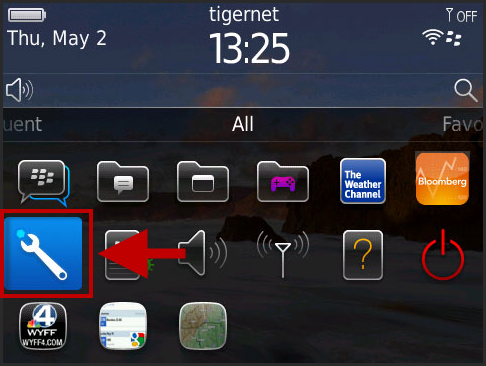 tigernet
OFF
Thu, May 2
13:25
uent
All
Favo
The
Weather
Channel
Bloomberg
?
4
WYFF
WYFF4.COM